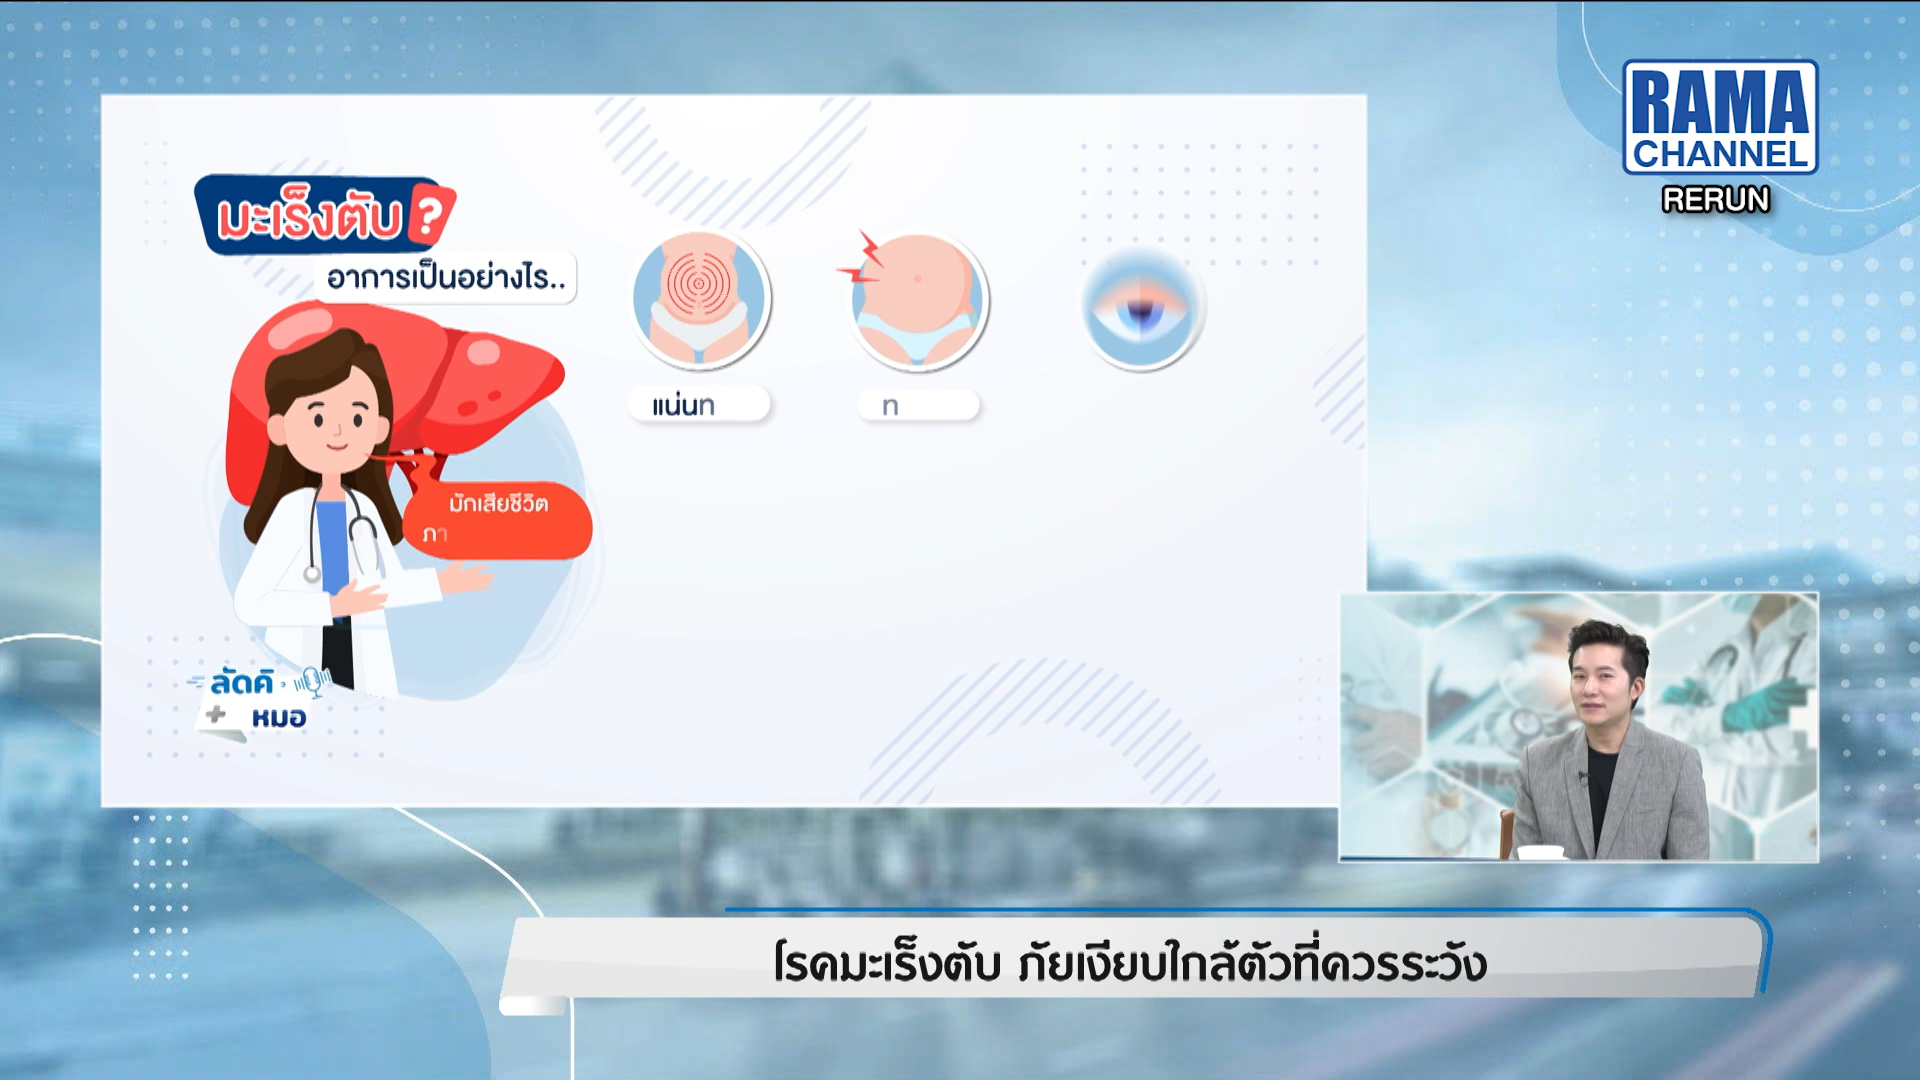 RAMA
CHANNEL
RERUN
มะเร็งตับ ?
อาการเป็นอย่างไร..
แน่นท
ท
มักเสียชีวิต
ภา
ลัดคิว
หมอ
โรคมะเร็งตับ ภัยเงียบใกล้ตัวที่ควรระวัง